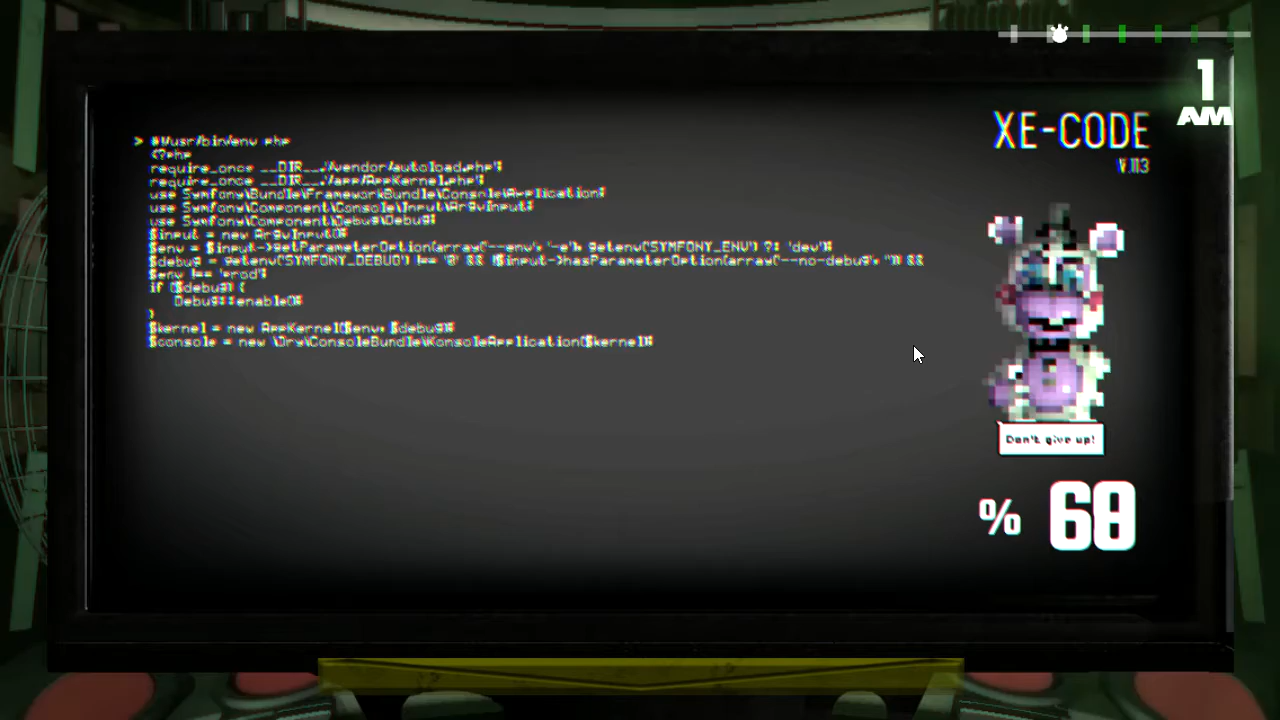 1
AM
XE-CODE
V.113
> #!/usr/bin/env php
<?php
require_once __DIR__.'/vendor/autoload.php';
require_once __DIR__.'/app/AppKernel.php';
use Symfony\Bundle\FrameworkBundle\Console\Application;
use Symfony\Component\Console\Input\ArgvInput;
use Symfony\Component\Debug\Debug;
$input = new ArgvInput();
$env = $input->getParameterOption(array('--env', '-e'), getenv('SYMFONY_ENV') ?: 'dev');
$debug = getenv('SYMFONY_DEBUG') !== '0' && !$input->hasParameterOption(array('--no-debug', '')) &&
$env !== 'prod';
if ($debug) {
Debug::enable();
}
$kernel = new AppKernel($env, $debug);
$console = new \Dry\ConsoleBundle\KonsoleApplication($kernel);
Don't give up!
% 68